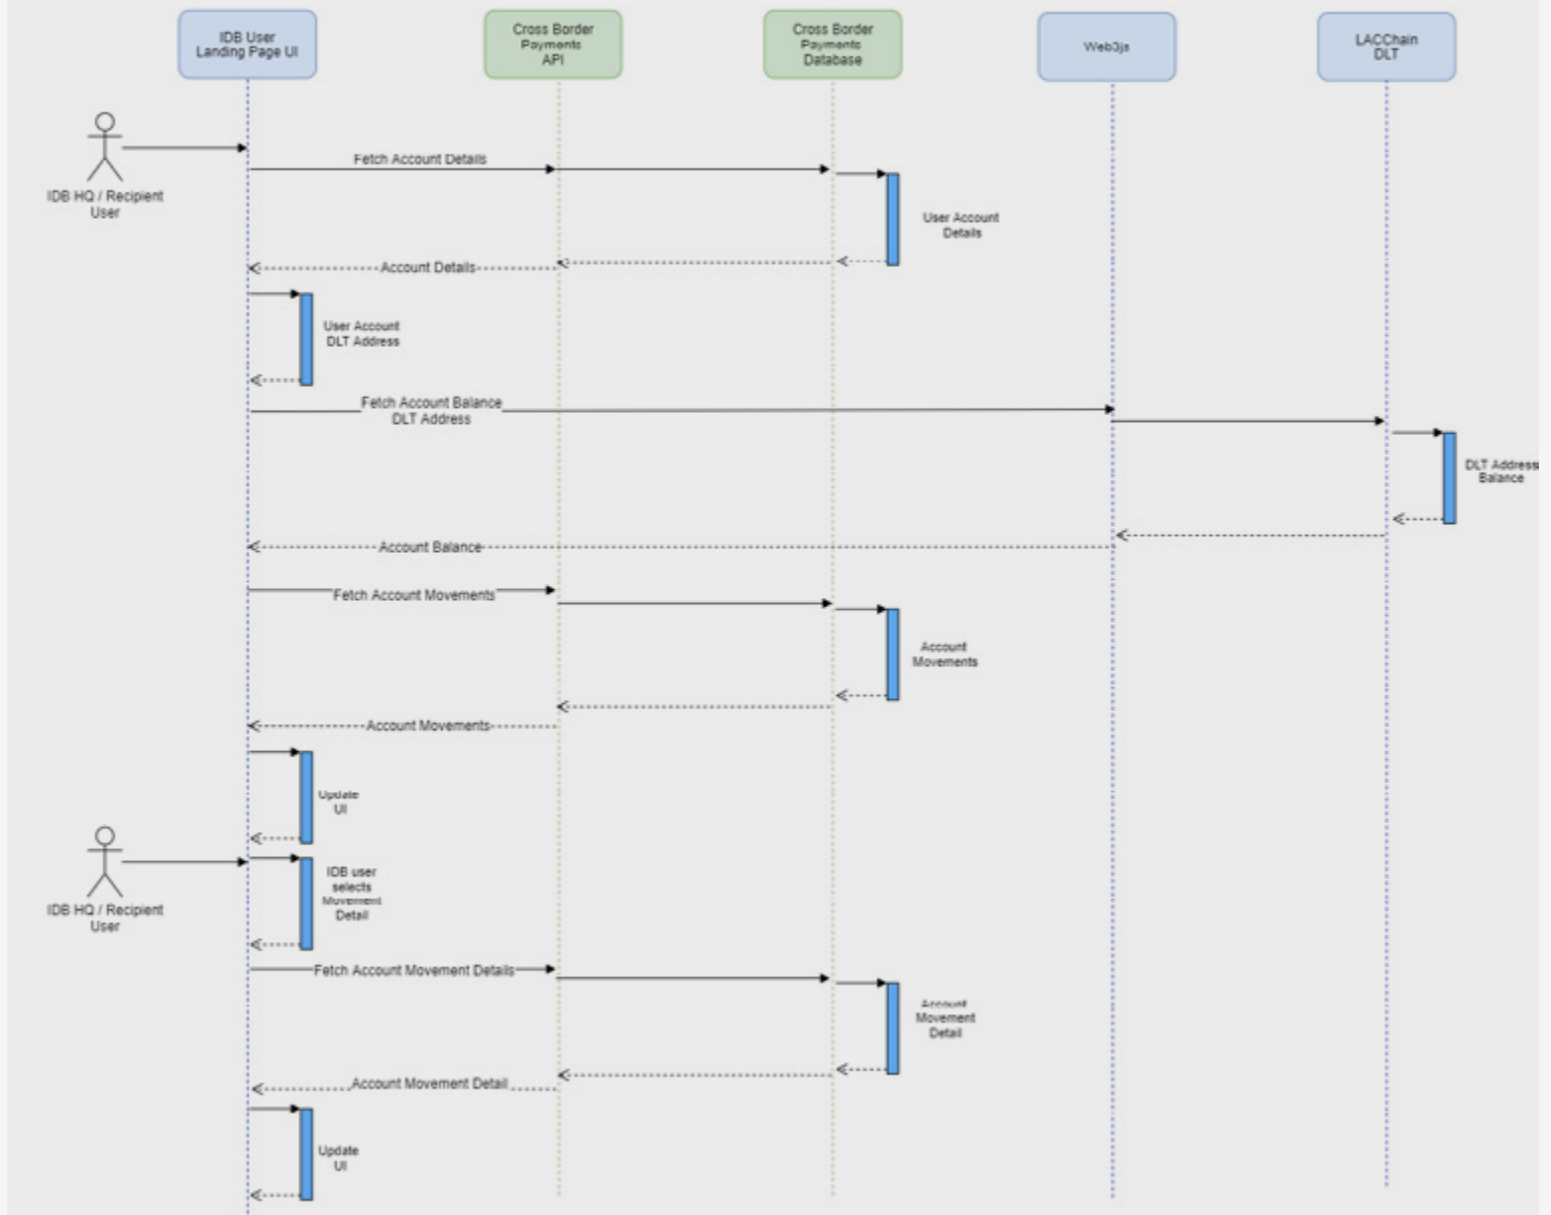 IDB User
Landing Page UI
Cross Border
Payments
API
Cross Border
Payments
Database
Web3js
LACChain
DLT
IDB HQ / Recipient
User
Fetch Account Details
User Account
Details
Account Details
User Account
DLT Address
Fetch Account Balance
DLT Address
DLT Address
Balance
Account Balance
Fetch Account Movements
Account
Movements
Account Movements
Update
UI
IDB HQ / Recipient
User
IDB user
selects
Movement
Detail
Fetch Account Movement Details
Account
Movement
Detail
Account Movement Detail
Update
UI